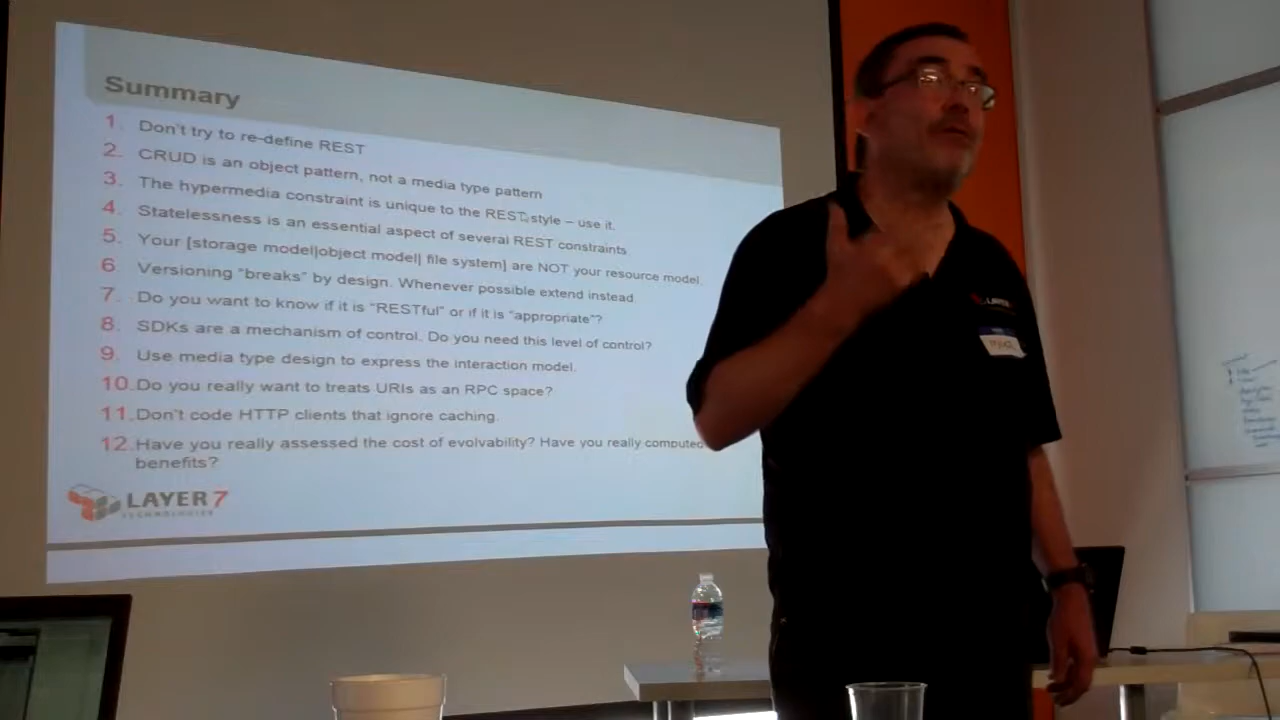 Summary
1. Don't try to re-define REST
2. CRUD is an object pattern, not a media type pattern
3. The hypermedia constraint is unique to the REST style – use it.
4. Statelessness is an essential aspect of several REST constraints
5. Your [storage model|object model| file system] are NOT your resource model.
6. Versioning "breaks" by design. Whenever possible extend instead
7. Do you want to know if it is "RESTful" or if it is "appropriate"?
8. SDKs are a mechanism of control. Do you need this level of control?
9. Use media type design to express the interaction model.
10. Do you really want to treats URIs as an RPC space?
11. Don't code HTTP clients that ignore caching.
12. Have you really assessed the cost of evolvability? Have you really computed
benefits?
LAYER 7
TECHNOLOGIES